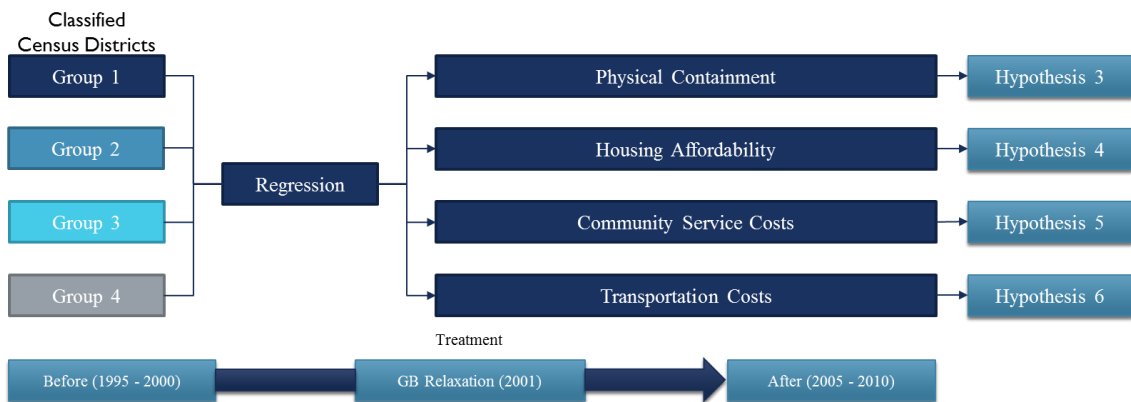 Classified
Census Districts
Group 1
Physical Containment
Hypothesis 3
Group 2
Housing Affordability
Hypothesis 4
Regression
Group 3
Community Service Costs
Hypothesis 5
Group 4
Transportation Costs
Hypothesis 6
Treatment
Before (1995 - 2000)
GB Relaxation (2001)
After (2005 - 2010)